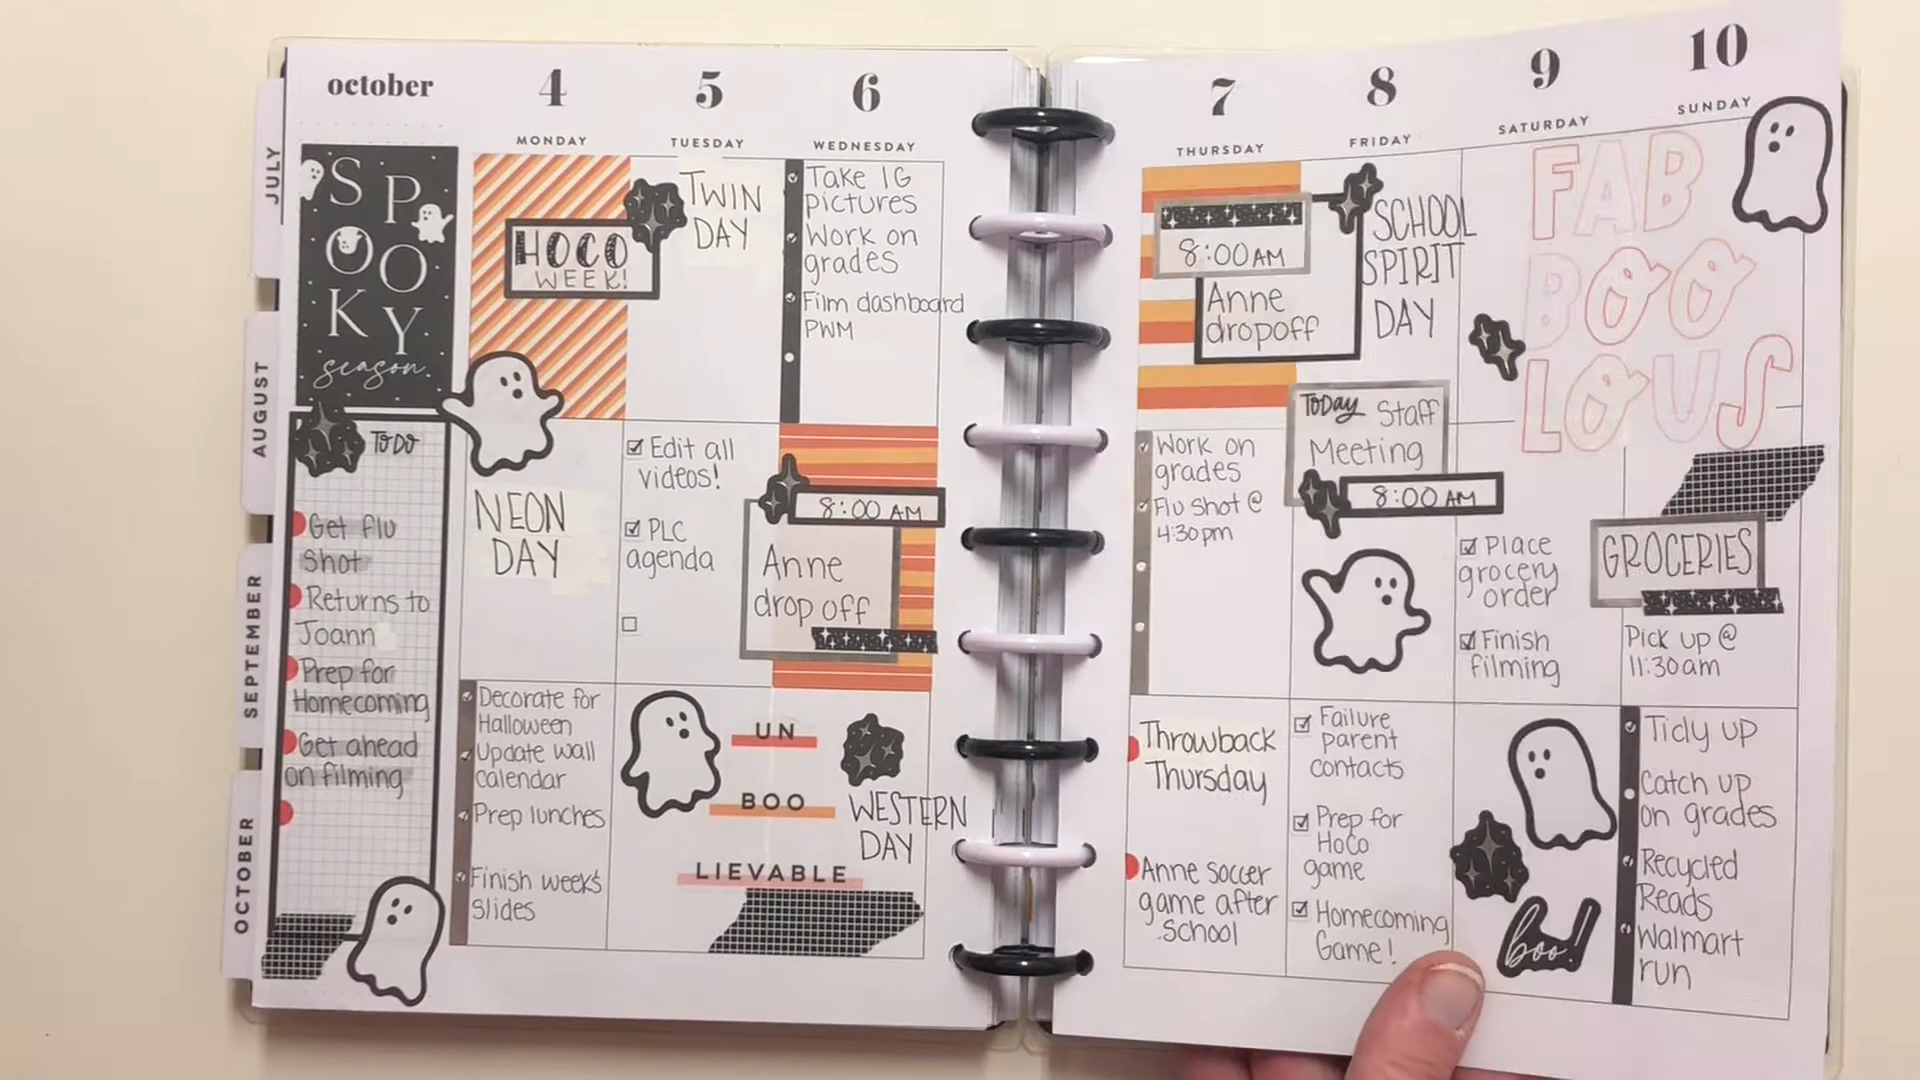 october
4
MONDAY
5
TUESDAY
6
WEDNESDAY
7
THURSDAY
8
FRIDAY
9
SATURDAY
10
SUNDAY
JULY
AUGUST
SEPTEMBER
OCTOBER
SPOOKY
season
TO DO
Get flu
shot
Returns to
Joann
Prep for
Homecoming
Get ahead
on filming
HOCO
WEEK!
NEON
DAY
Decorate for
Halloween
Update wall
calendar
Prep lunches
Finish weeks
slides
TWIN
DAY
Edit all
videos!
PLC
agenda
UN
BOO
LIEVABLE
Take IG
pictures
Work on
grades
Film dashboard
PWM
8:00 AM
Anne
drop off
WESTERN
DAY
8:00 AM
Anne
dropoff
Work on
grades
Flu shot @
4:30pm
Throwback
Thursday
Anne soccer
game after
school
SCHOOL
SPIRIT
DAY
TODAY Staff
Meeting
8:00 AM
Failure
parent
contacts
Prep for
HoCo
game
Homecoming
Game!
FAB
BOO
LOUS
Place
grocery
order
Finish
filming
boo!
GROCERIES
Pick up @
11:30am
Tidy up
Catch up
on grades
Recycled
Reads
Walmart
run